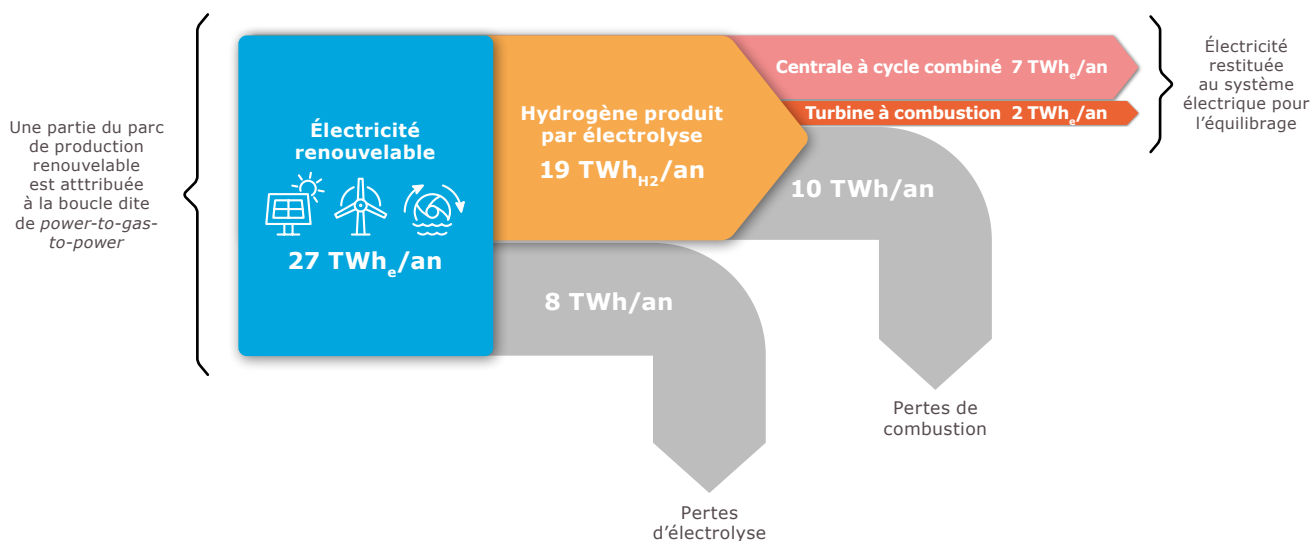 Une partie du parc
de production
renouvelable
est atttribuée
à la boucle dite
de power-to-gas-
to-power
Électricité
renouvelable
27 TWhe/an
Hydrogène produit
par électrolyse
19 TWhH2/an
Centrale à cycle combiné 7 TWhe/an
Turbine à combustion 2 TWhe/an
Électricité
restituée
au système
électrique pour
l'équilibrage
10 TWh/an
8 TWh/an
Pertes de
combustion
Pertes
d'électrolyse